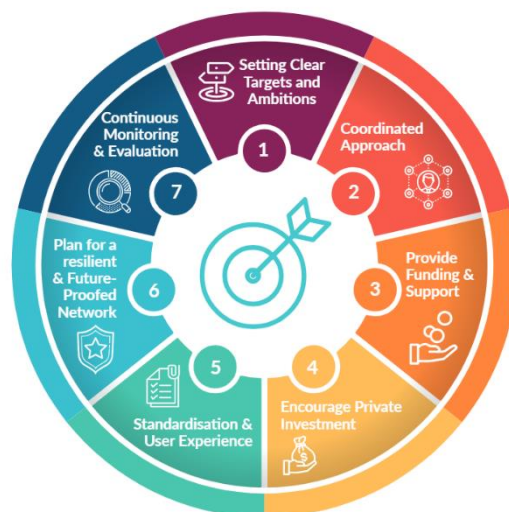 Setting Clear
Targets and
Ambitions
1
Coordinated
Approach
2
Provide
Funding &
Support
3
Encourage Private
Investment
4
Standardisation &
User Experience
5
Plan for a
resilient
& Future-
Proofed
Network
6
Continuous
Monitoring
& Evaluation
7
$